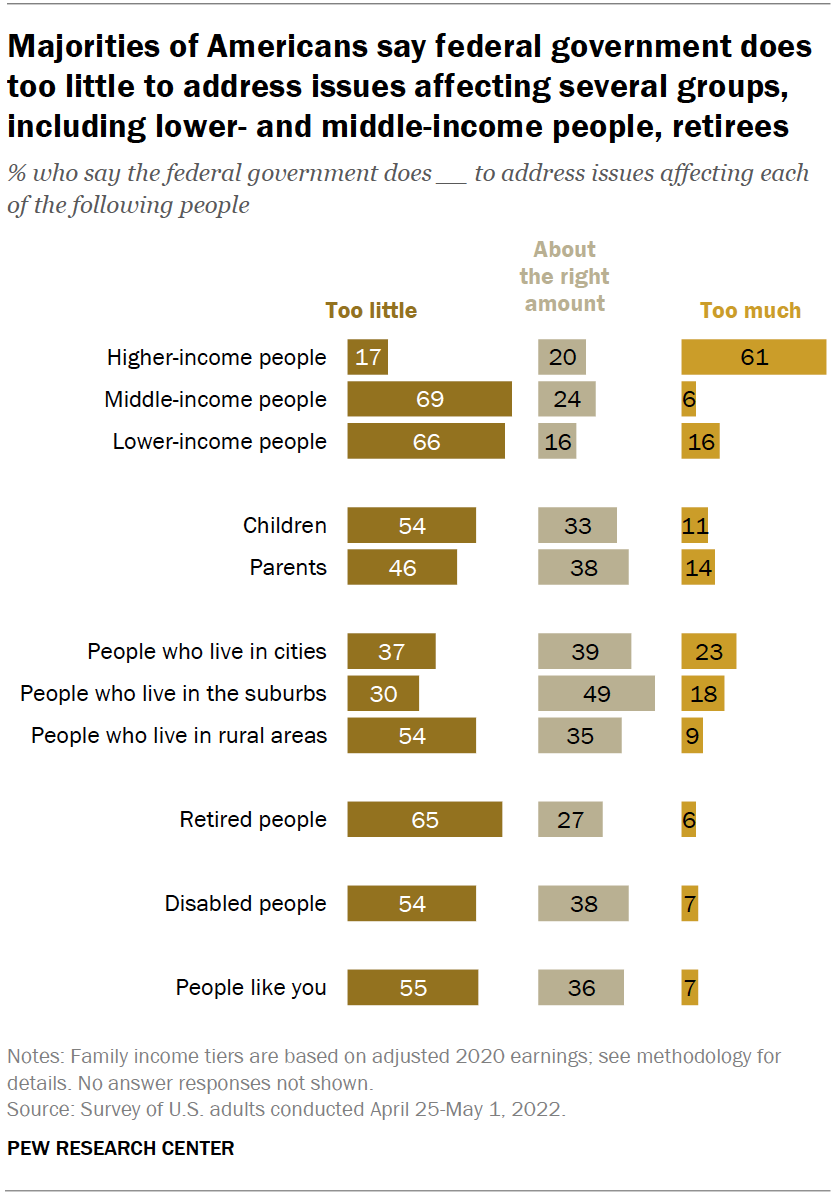 Majorities of Americans say federal government does
too little to address issues affecting several groups,
including lower- and middle-income people, retirees
% who say the federal government does __ to address issues affecting each
of the following people
Too little
About
the right
amount
Too much
Higher-income people 17 20 61
Middle-income people 69 24 6
Lower-income people 66 16 16
Children 54 33 11
Parents 46 38 14
People who live in cities 37 39 23
People who live in the suburbs 30 49 18
People who live in rural areas 54 35 9
Retired people 65 27 6
Disabled people 54 38 7
People like you 55 36 7
Notes: Family income tiers are based on adjusted 2020 earnings; see methodology for
details. No answer responses not shown.
Source: Survey of U.S. adults conducted April 25-May 1, 2022.
PEW RESEARCH CENTER